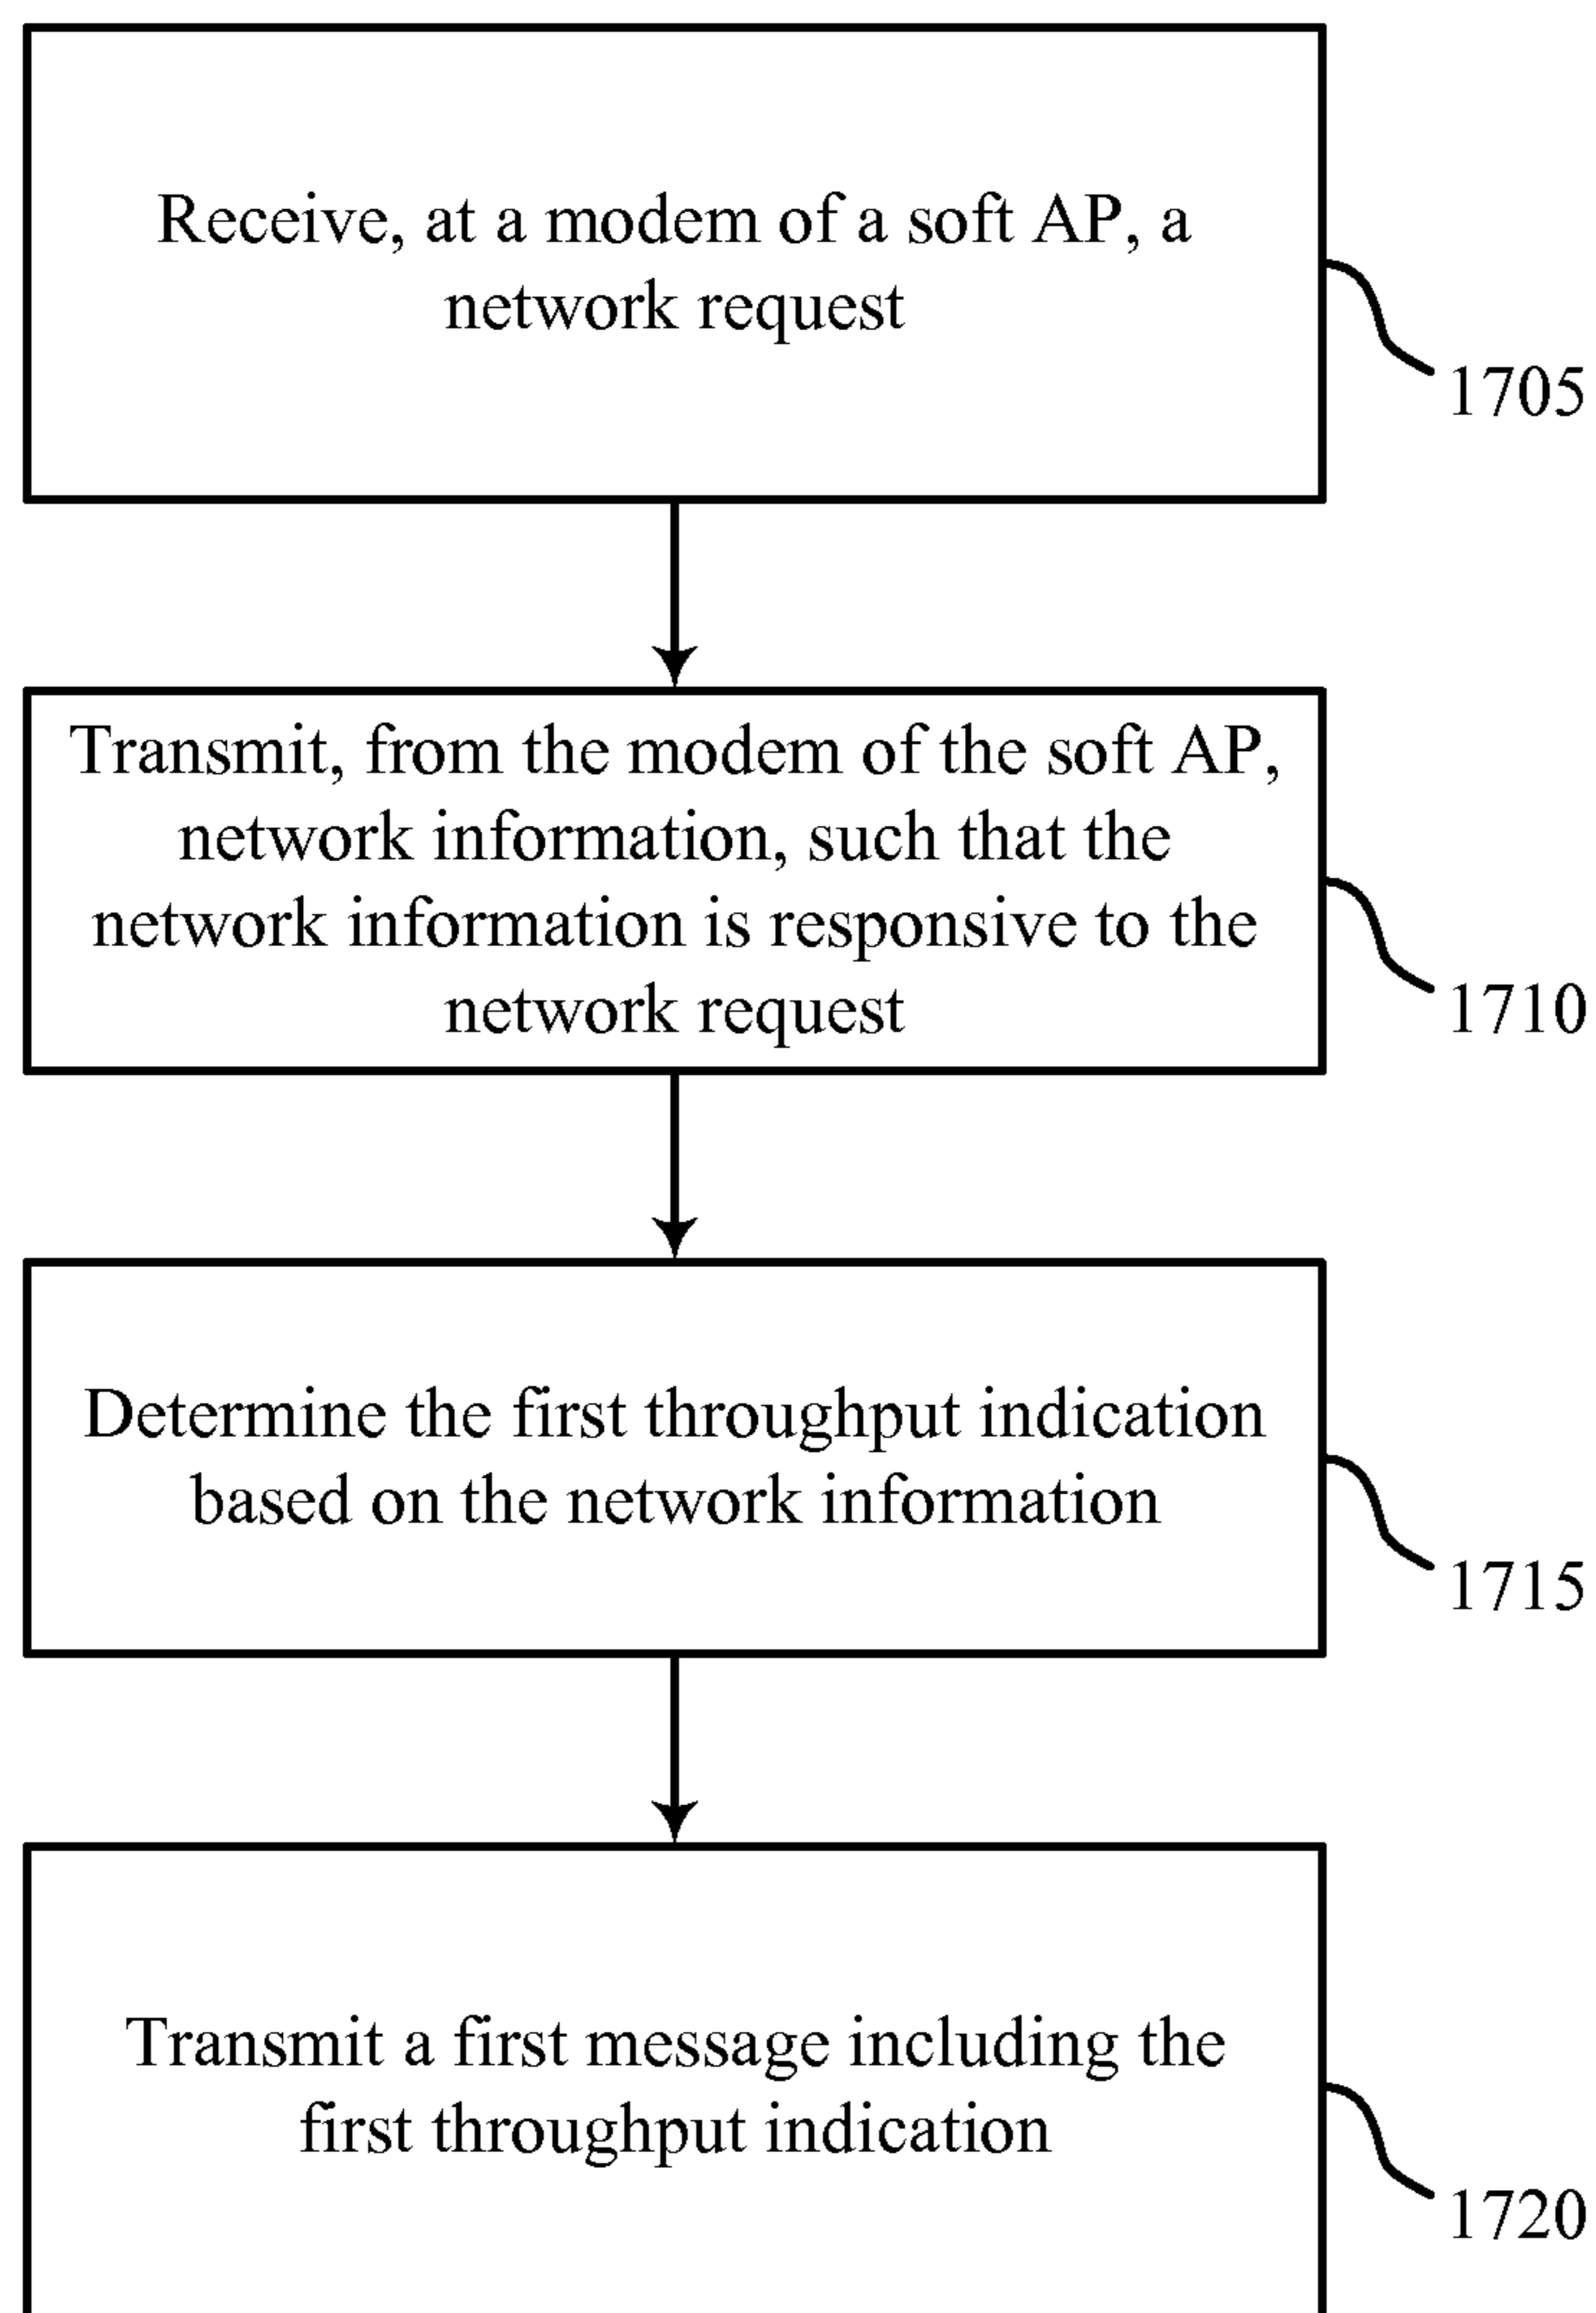 Receive, at a modem of a soft AP, a
network request
1705
Transmit, from the modem of the soft AP,
network information, such that the
network information is responsive to the
network request
1710
Determine the first throughput indication
based on the network information
1715
Transmit a first message including the
first throughput indication
1720